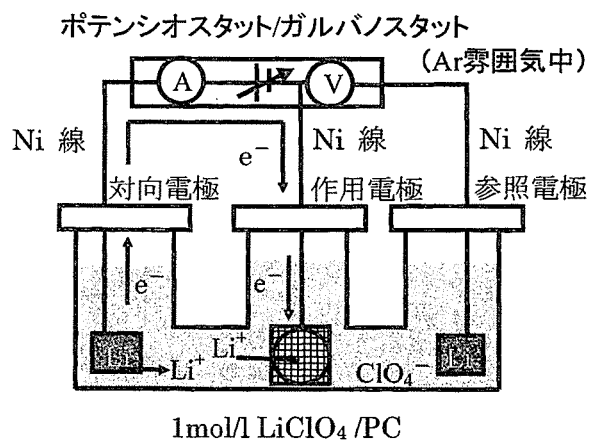 ポテンシオスタット/ガルバノスタット
(Ar雰囲気中)
A
V
Ni 線
e⁻
Ni 線
Ni 線
対向電極
作用電極
参照電極
e⁻
e⁻
Li
Li⁺
Li⁺
ClO₄⁻
Li
1mol/l LiClO₄ /PC